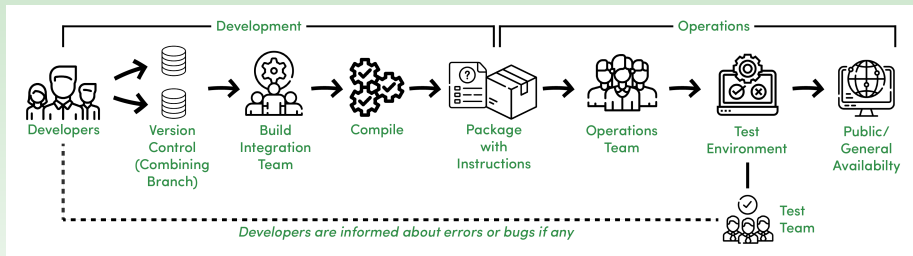 Development
Operations
Developers
Version
Control
(Combining
Branch)
Build
Integration
Team
Compile
?
Package
with
Instructions
Operations
Team
Test
Environment
Public/
General
Availabilty
Test
Team
Developers are informed about errors or bugs if any